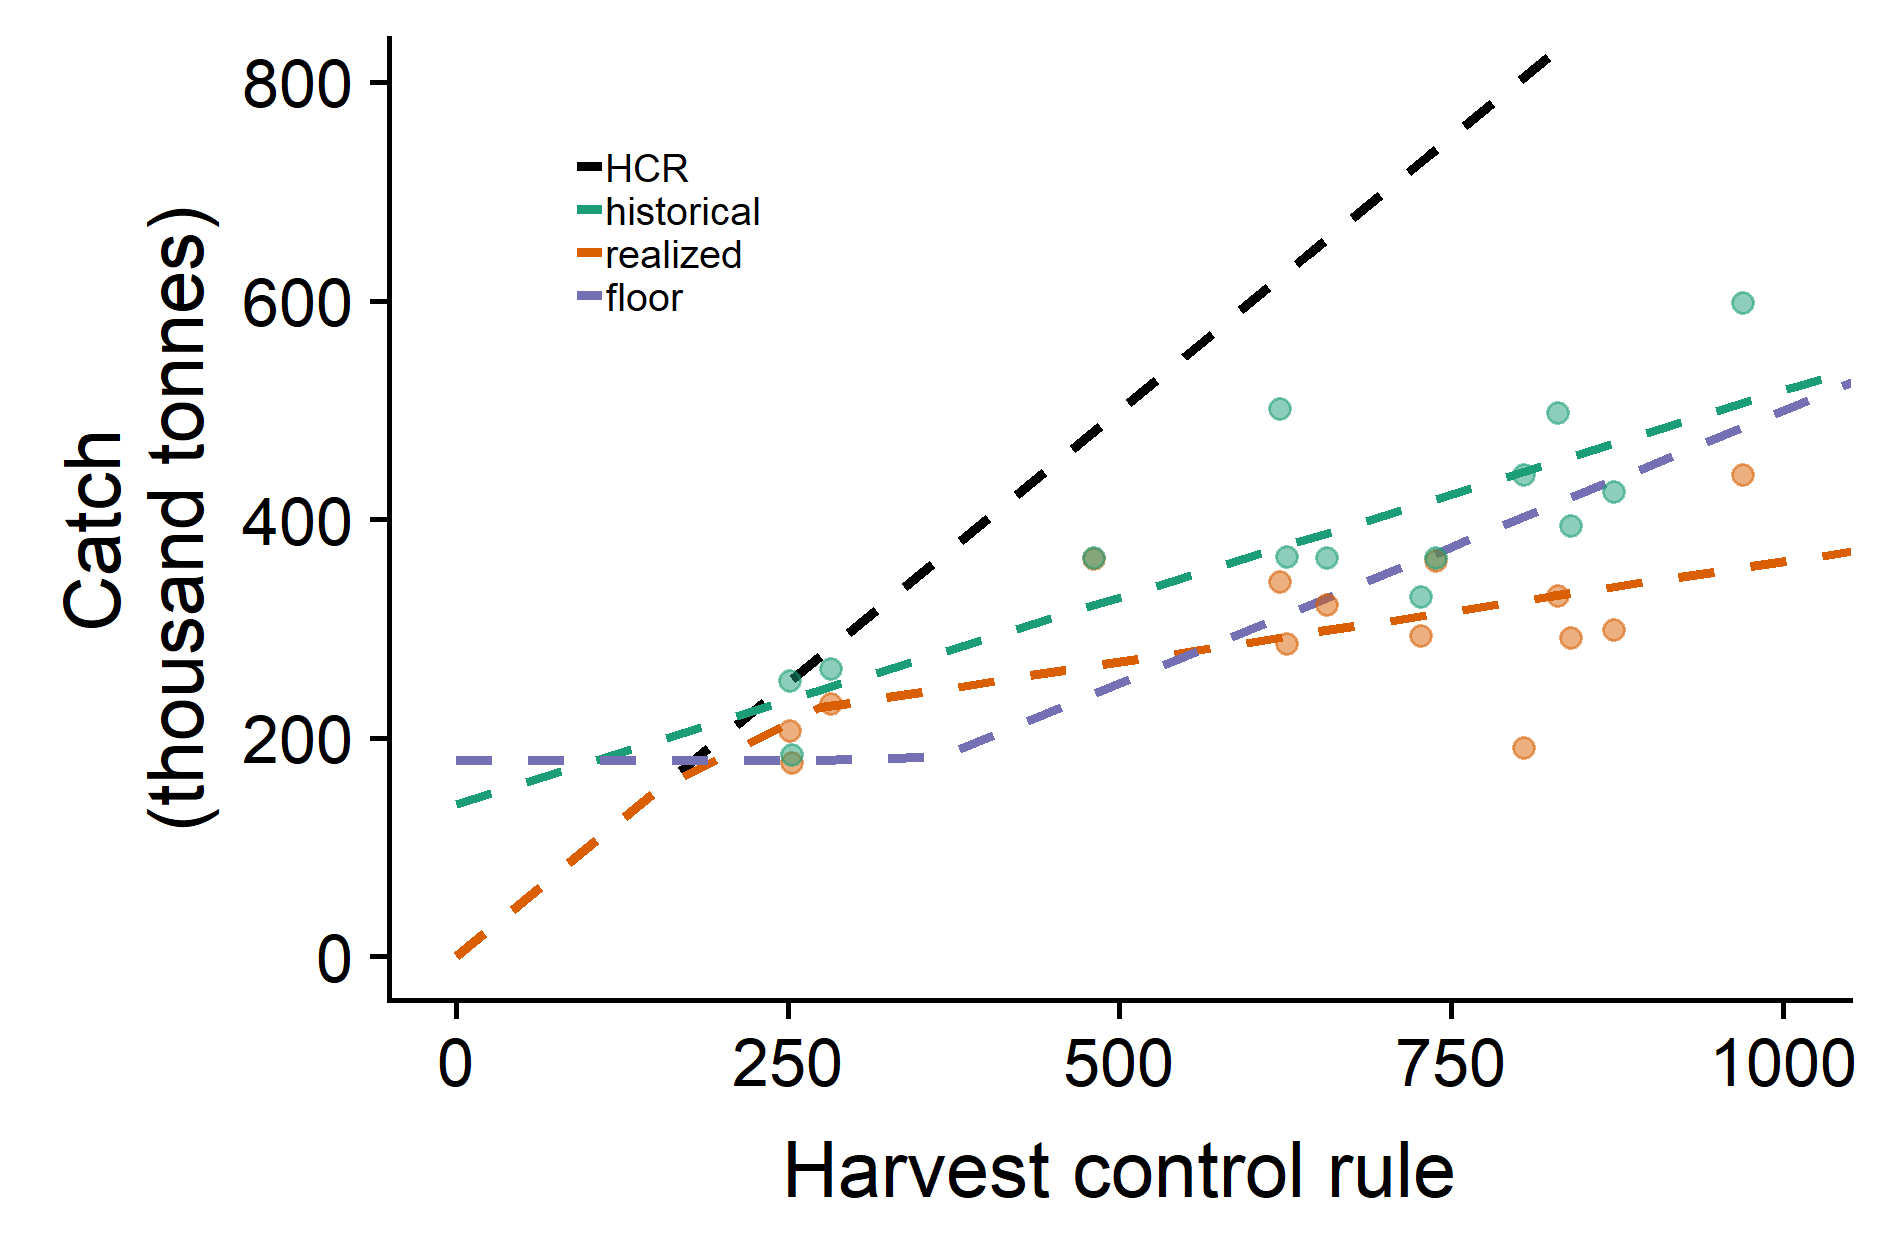 Catch
(thousand tonnes)
800
600
400
200
0
HCR
historical
realized
floor
0 250 500 750 1000
Harvest control rule